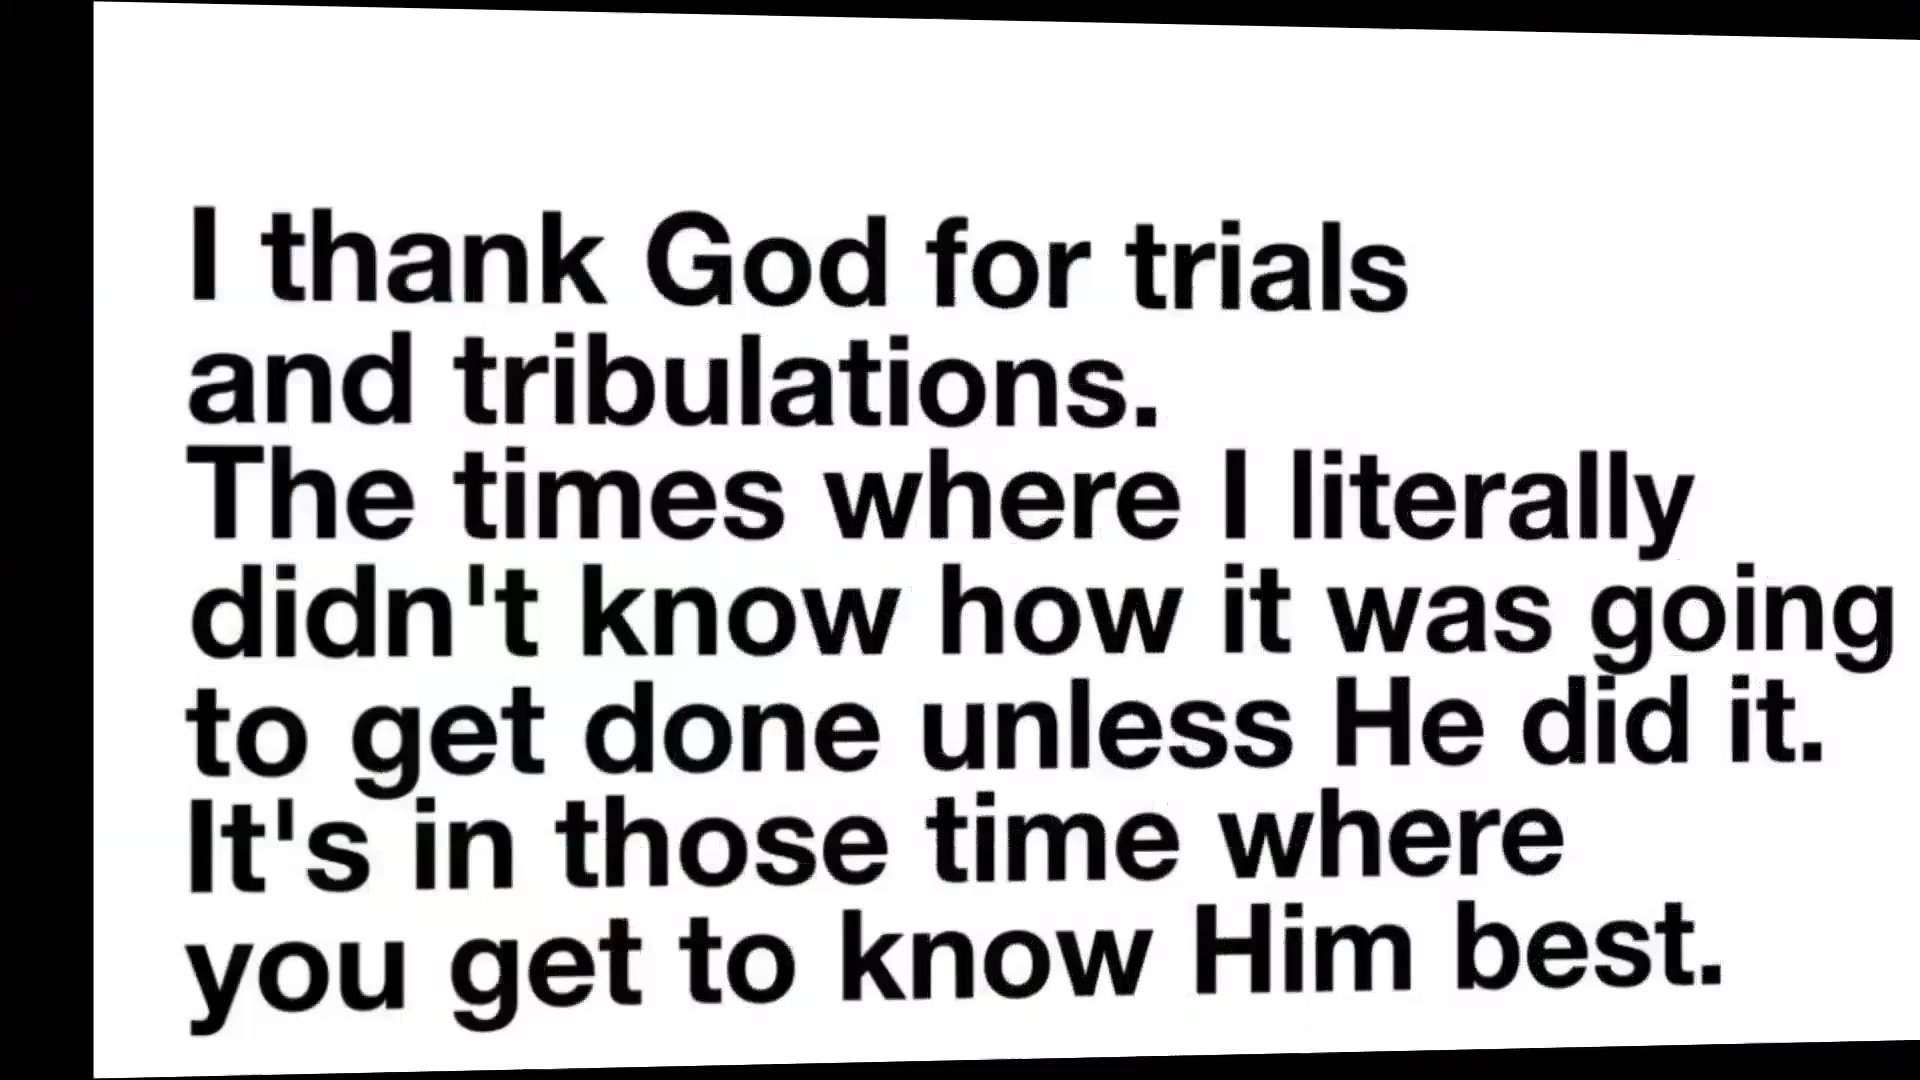 I thank God for trials
and tribulations.
The times where I literally
didn't know how it was going
to get done unless He did it.
It's in those time where
you get to know Him best.